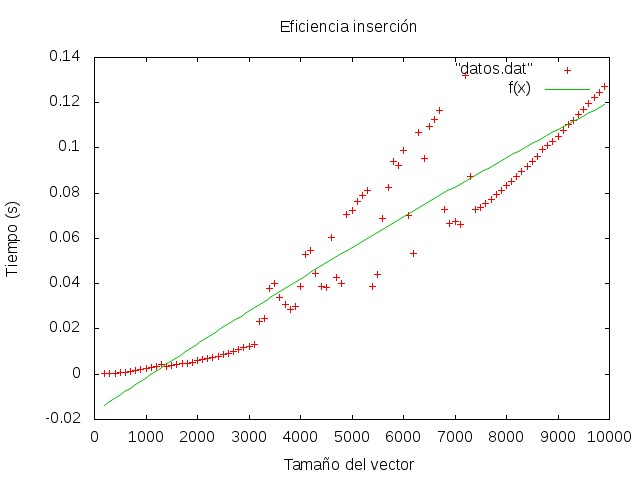 Eficiencia inserción
0.14
0.12
0.1
0.08
0.06
0.04
0.02
0
-0.02
Tiempo (s)
"datos.dat"
f(x)
0 1000 2000 3000 4000 5000 6000 7000 8000 9000 10000
Tamaño del vector